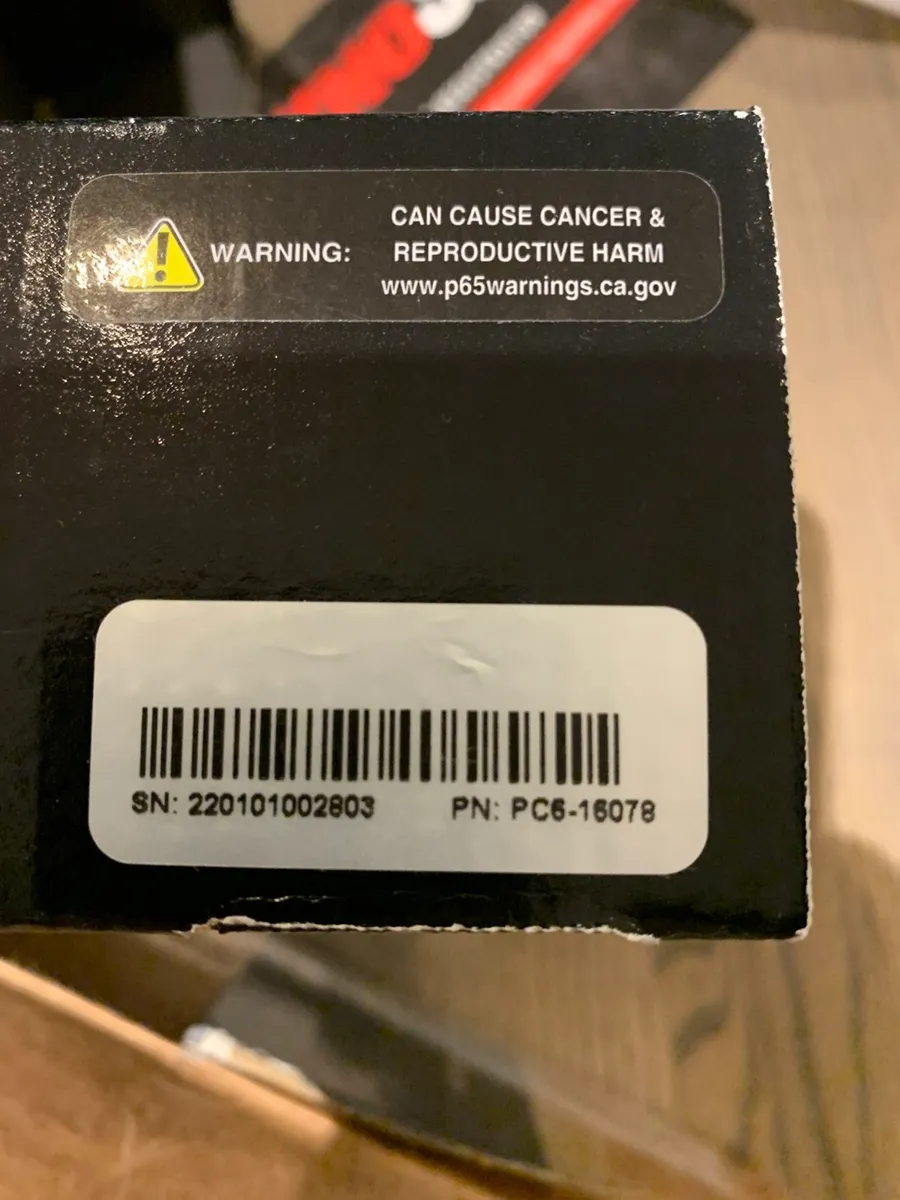 WARNING:
CAN CAUSE CANCER &
REPRODUCTIVE HARM
www.p65warnings.ca.gov
SN: 220101002803 PN: PC6-16078